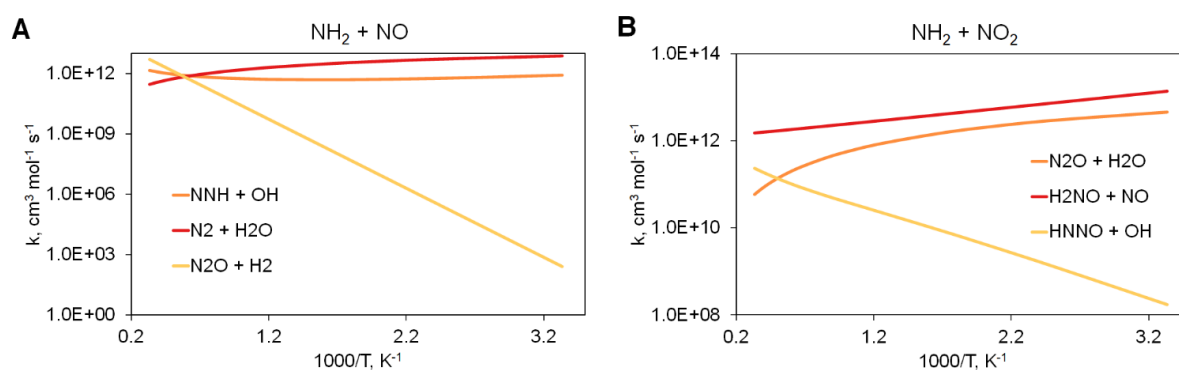 A
NH₂ + NO
1.0E+12
1.0E+09
1.0E+06
1.0E+03
1.0E+00
k, cm³ mol⁻¹ s⁻¹
NNH + OH
N2 + H2O
N2O + H2
0.2
1.2
2.2
3.2
1000/T, K⁻¹
B
NH₂ + NO₂
1.0E+14
1.0E+12
1.0E+10
1.0E+08
k, cm³ mol⁻¹ s⁻¹
N2O + H2O
H2NO + NO
HNNO + OH
0.2
1.2
2.2
3.2
1000/T, K⁻¹